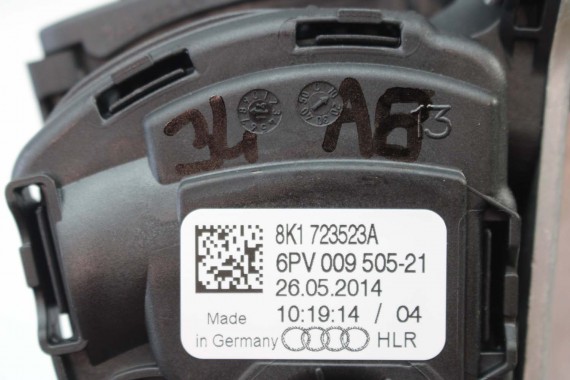 34 A6 13
8K1 723523A
6PV 009 505-21
26.05.2014
Made 10:19:14 / 04
in Germany HLR